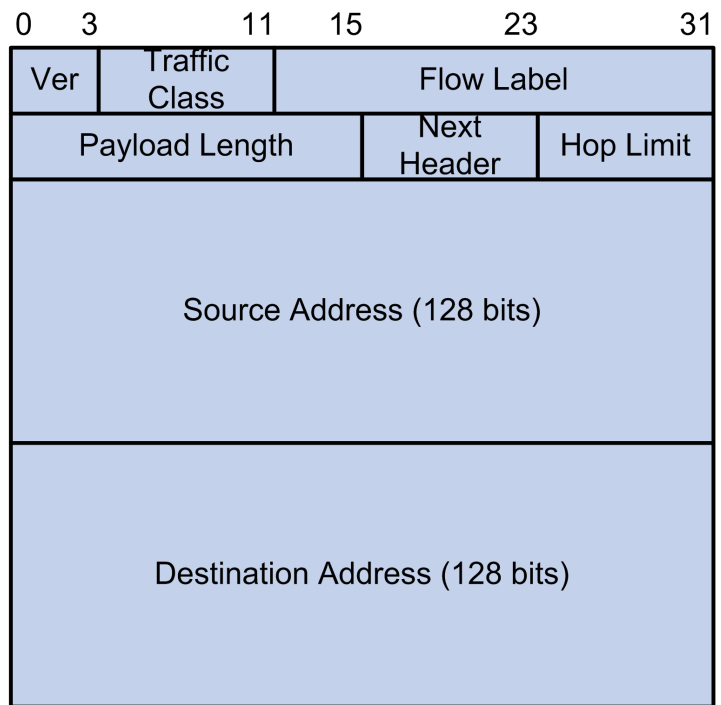 0 3 11 15 23 31
Ver Traffic Class Flow Label
Payload Length Next Header Hop Limit
Source Address (128 bits)
Destination Address (128 bits)